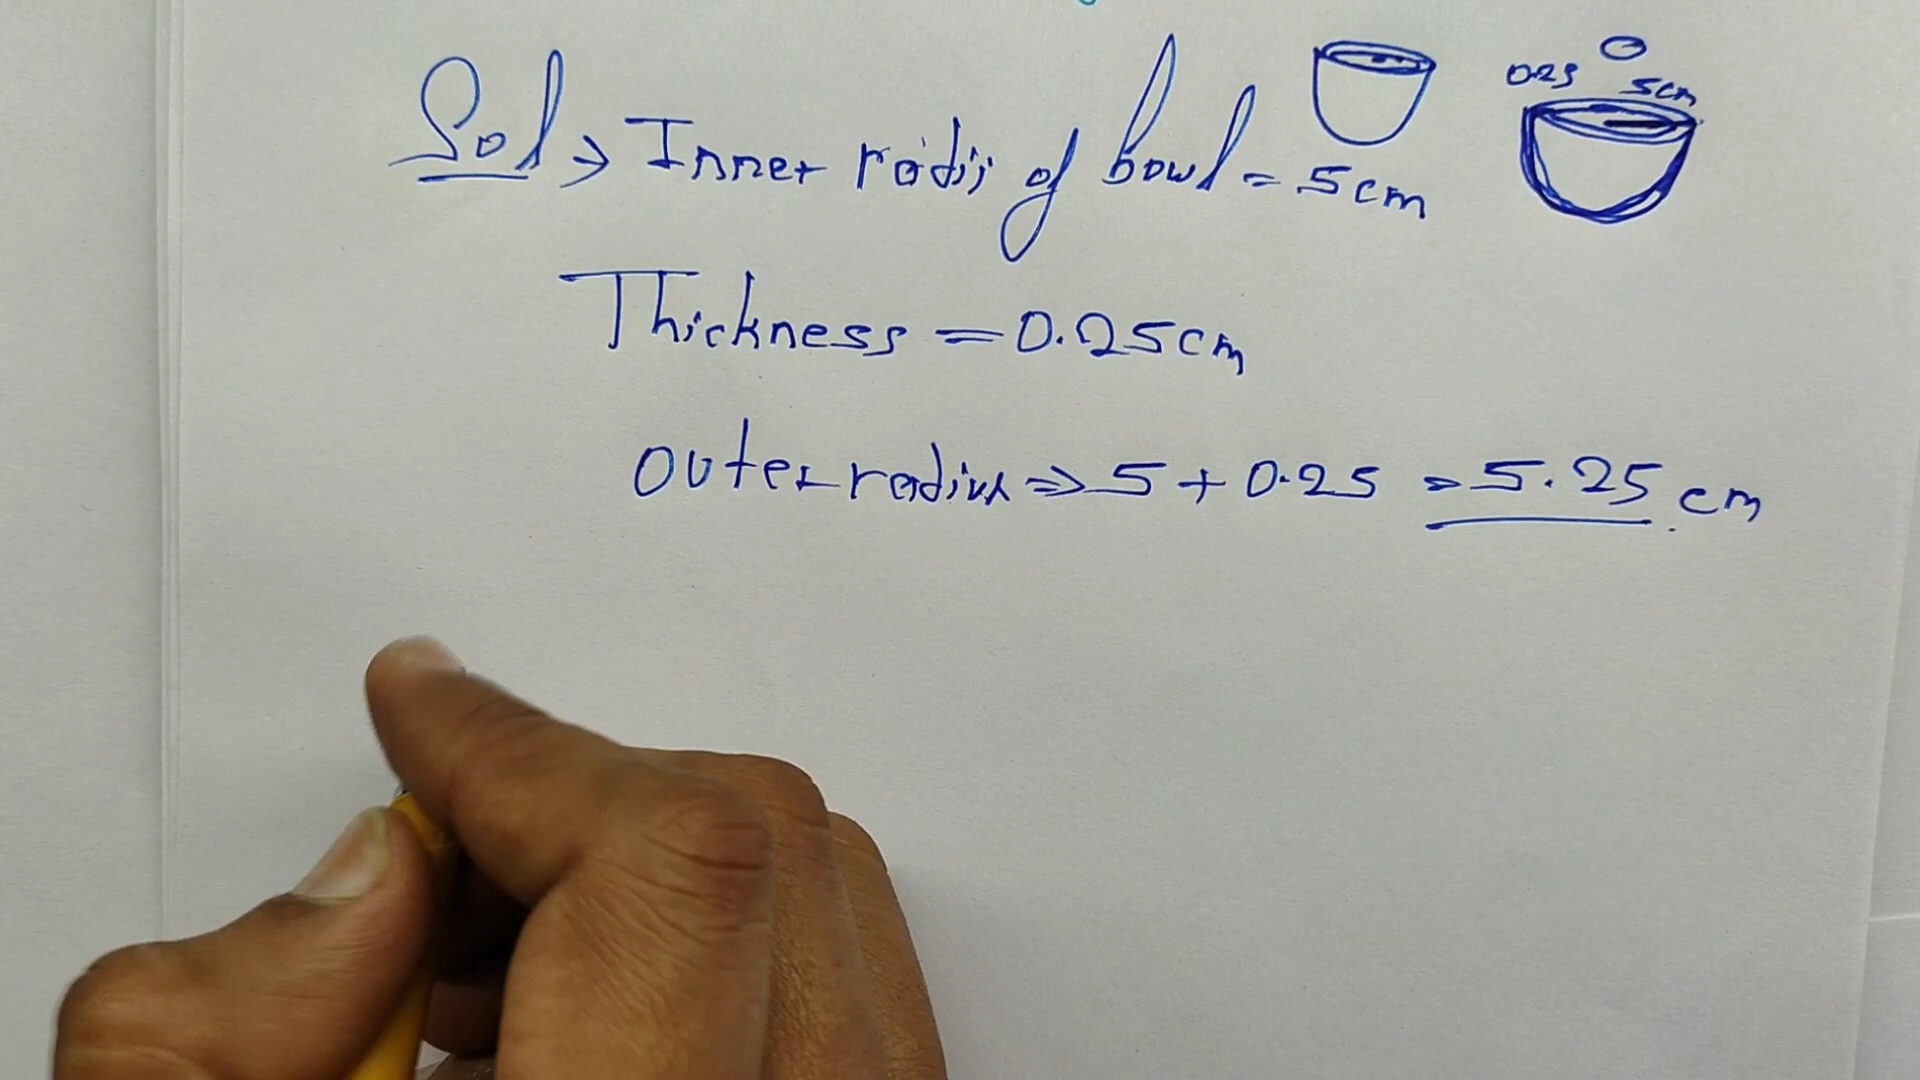 Sol → Inner radii of bowl = 5cm
0.25 5cm
Thickness = 0.25cm
outer radius ⇒ 5 + 0.25 = 5.25 cm